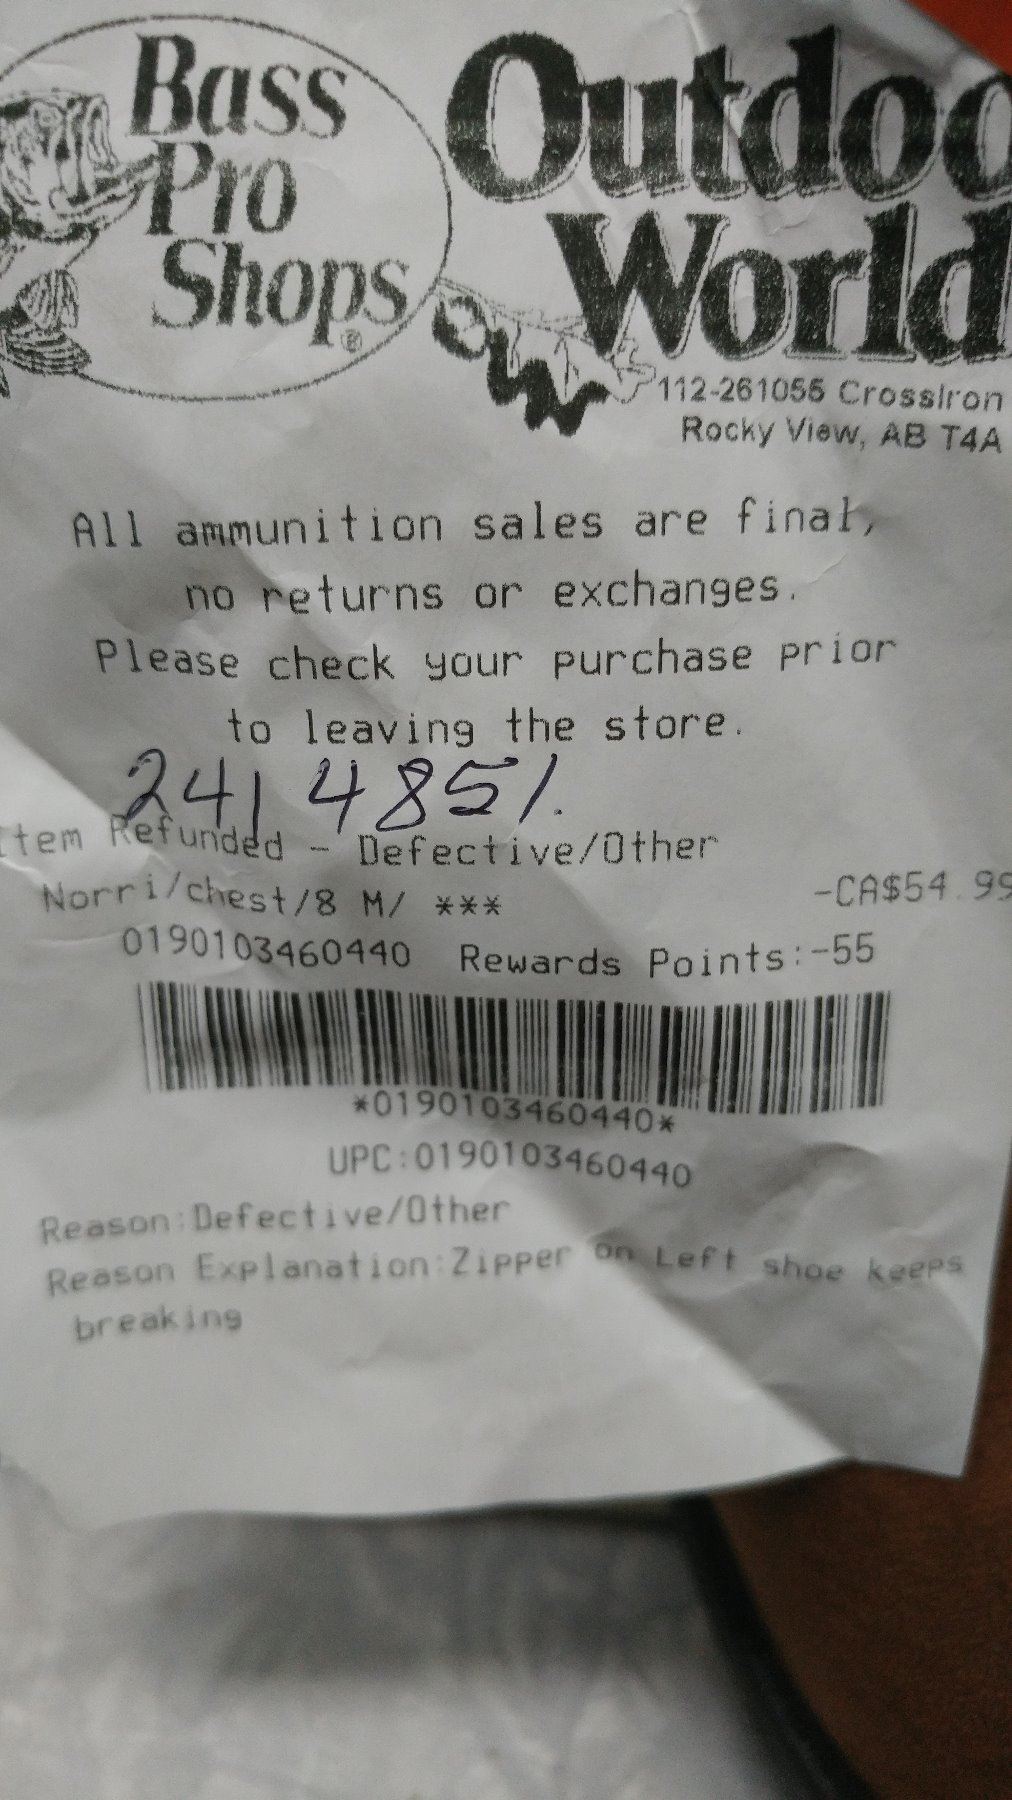 Bass
Pro
Shops®
Outdoo
World
112-261055 CrossIron
Rocky View, AB T4A
All ammunition sales are final,
no returns or exchanges.
Please check your purchase prior
to leaving the store.
241 4851.
tem Refunded - Defective/Other
Norri/chest/8 M/ *** -CA$54.99
0190103460440 Rewards Points:-55
*0190103460440*
UPC:0190103460440
Reason:Defective/Other
Reason Explanation:Zipper on Left shoe keeps
breaking